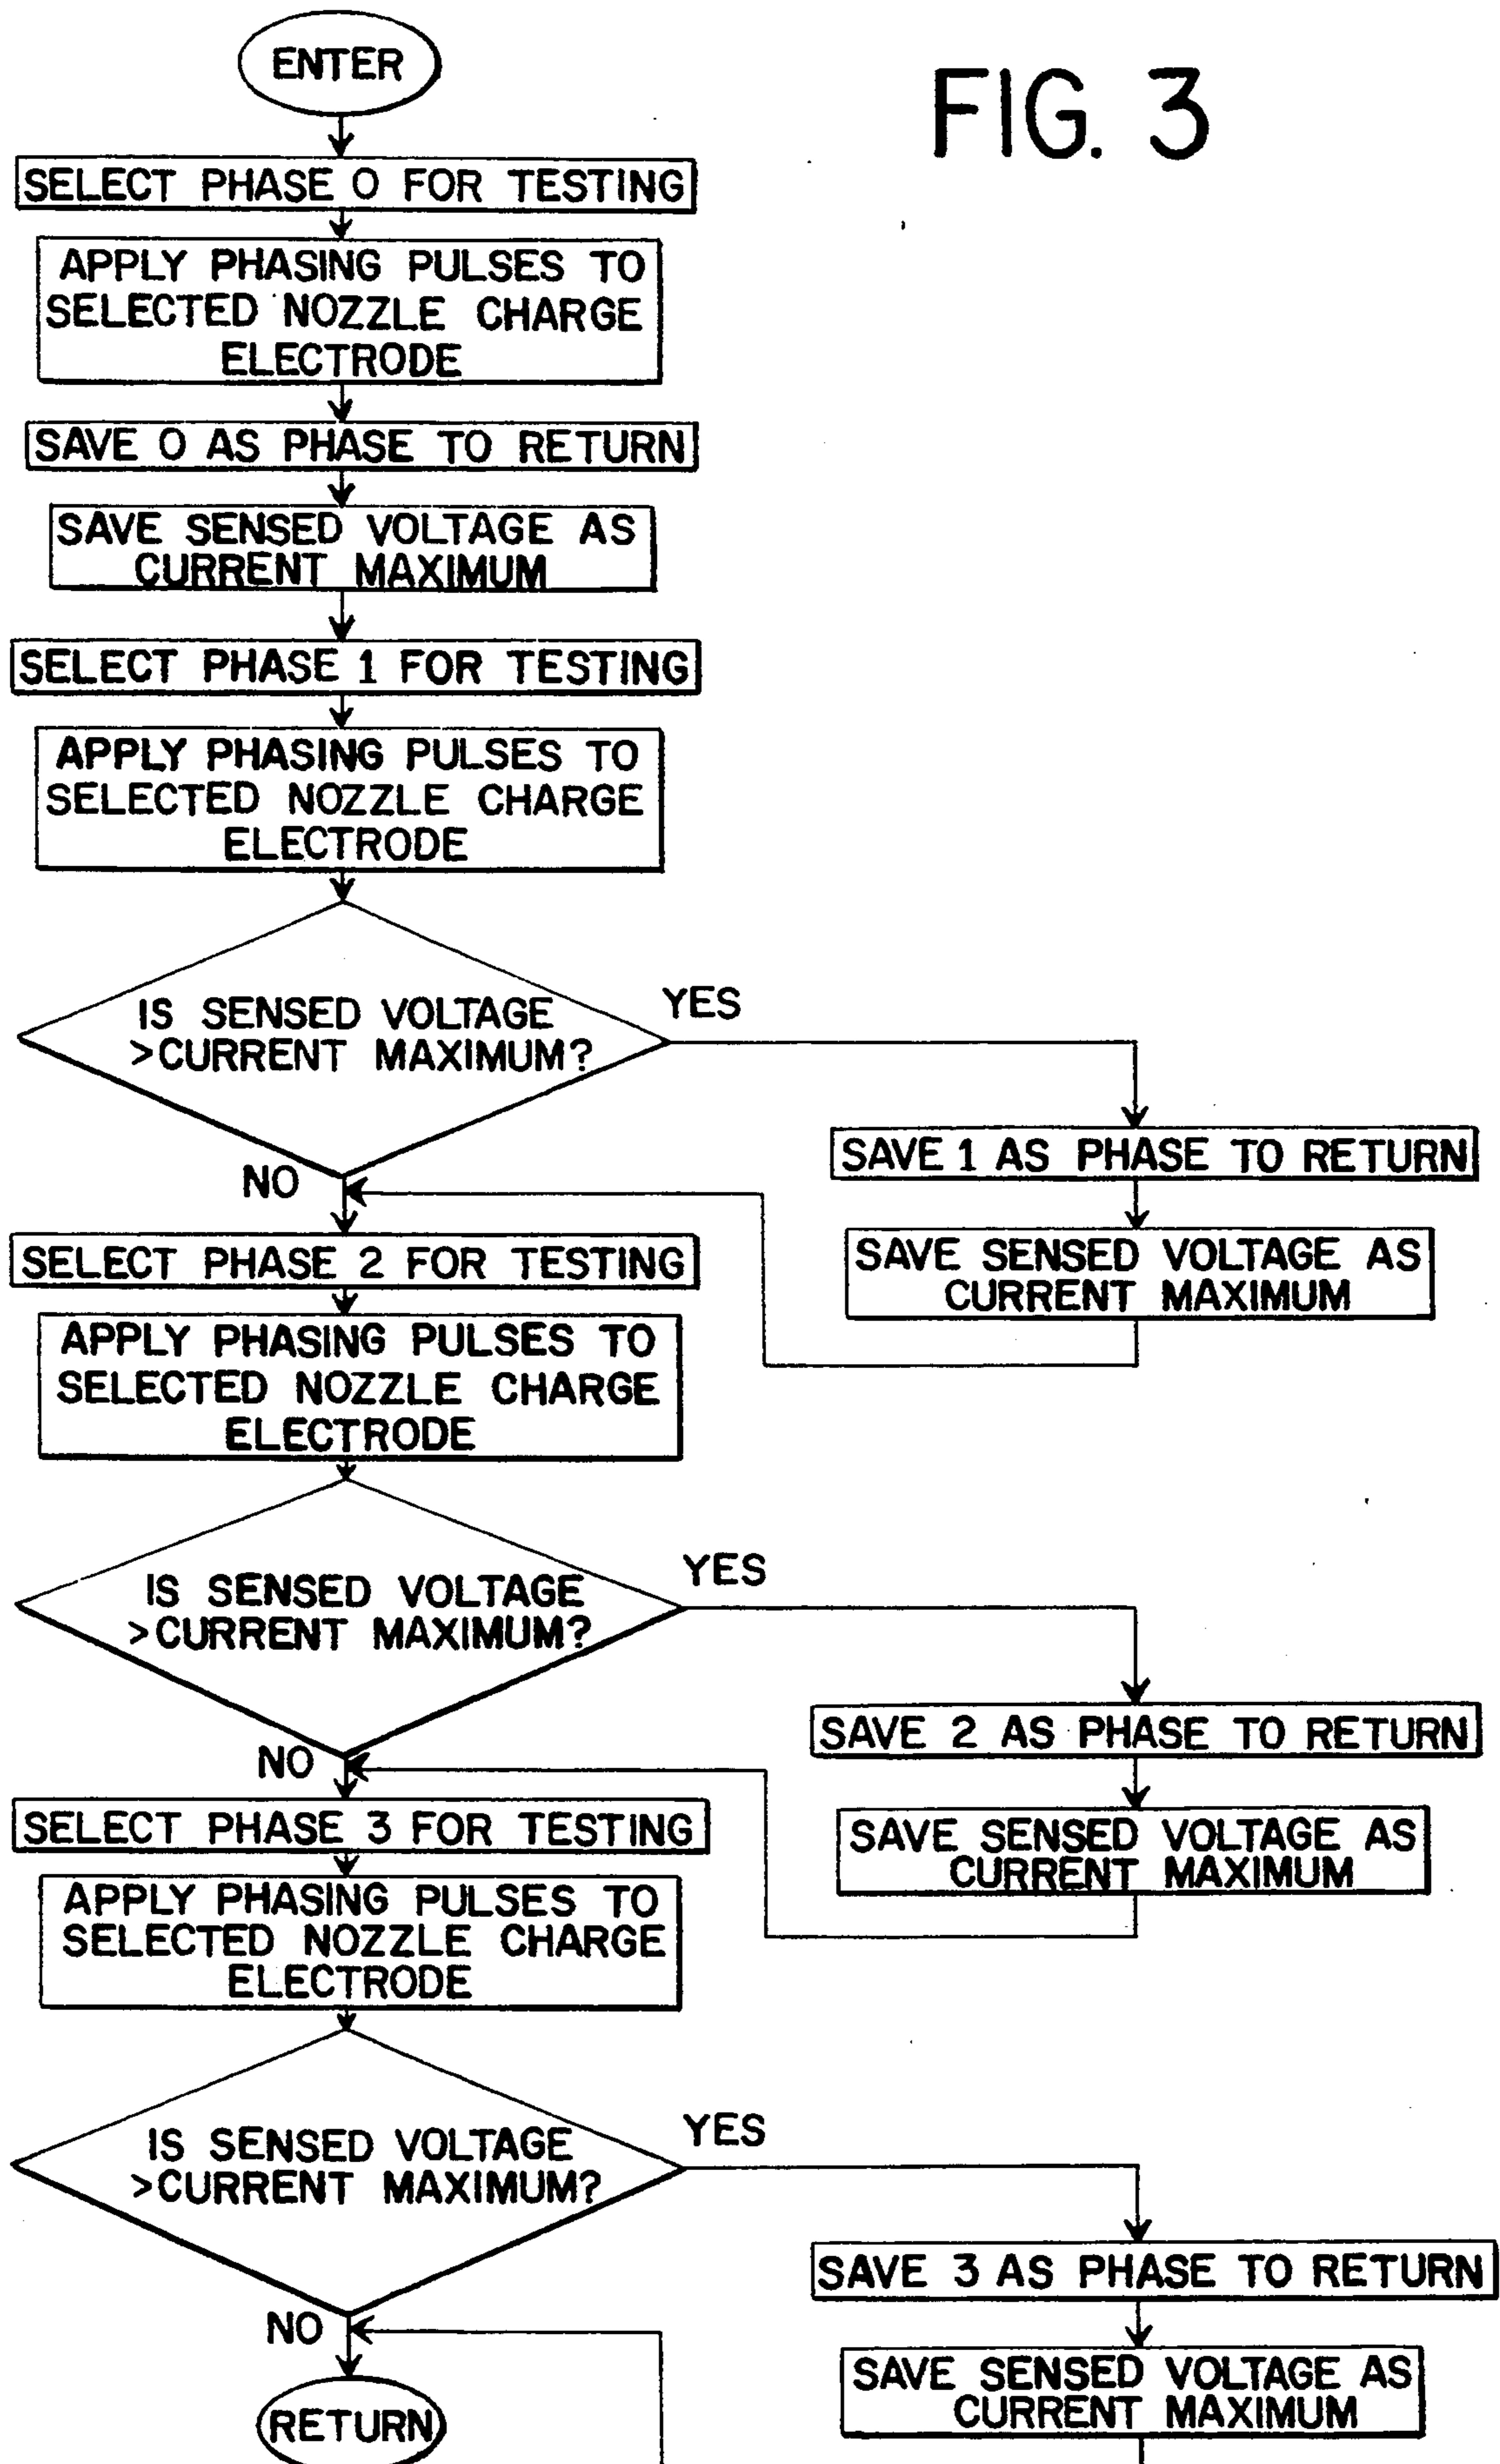 FIG. 3
ENTER
SELECT PHASE 0 FOR TESTING
APPLY PHASING PULSES TO
SELECTED NOZZLE CHARGE
ELECTRODE
SAVE 0 AS PHASE TO RETURN
SAVE SENSED VOLTAGE AS
CURRENT MAXIMUM
SELECT PHASE 1 FOR TESTING
APPLY PHASING PULSES TO
SELECTED NOZZLE CHARGE
ELECTRODE
IS SENSED VOLTAGE
>CURRENT MAXIMUM?
YES
SAVE 1 AS PHASE TO RETURN
SAVE SENSED VOLTAGE AS
CURRENT MAXIMUM
NO
SELECT PHASE 2 FOR TESTING
APPLY PHASING PULSES TO
SELECTED NOZZLE CHARGE
ELECTRODE
IS SENSED VOLTAGE
>CURRENT MAXIMUM?
YES
SAVE 2 AS PHASE TO RETURN
SAVE SENSED VOLTAGE AS
CURRENT MAXIMUM
NO
SELECT PHASE 3 FOR TESTING
APPLY PHASING PULSES TO
SELECTED NOZZLE CHARGE
ELECTRODE
IS SENSED VOLTAGE
>CURRENT MAXIMUM?
YES
SAVE 3 AS PHASE TO RETURN
SAVE SENSED VOLTAGE AS
CURRENT MAXIMUM
NO
RETURN